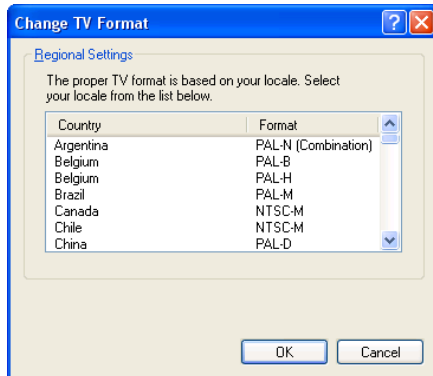 Change TV Format
Regional Settings
The proper TV format is based on your locale. Select
your locale from the list below.
Country Format
Argentina PAL-N (Combination)
Belgium PAL-B
Belgium PAL-H
Brazil PAL-M
Canada NTSC-M
Chile NTSC-M
China PAL-D
OK Cancel